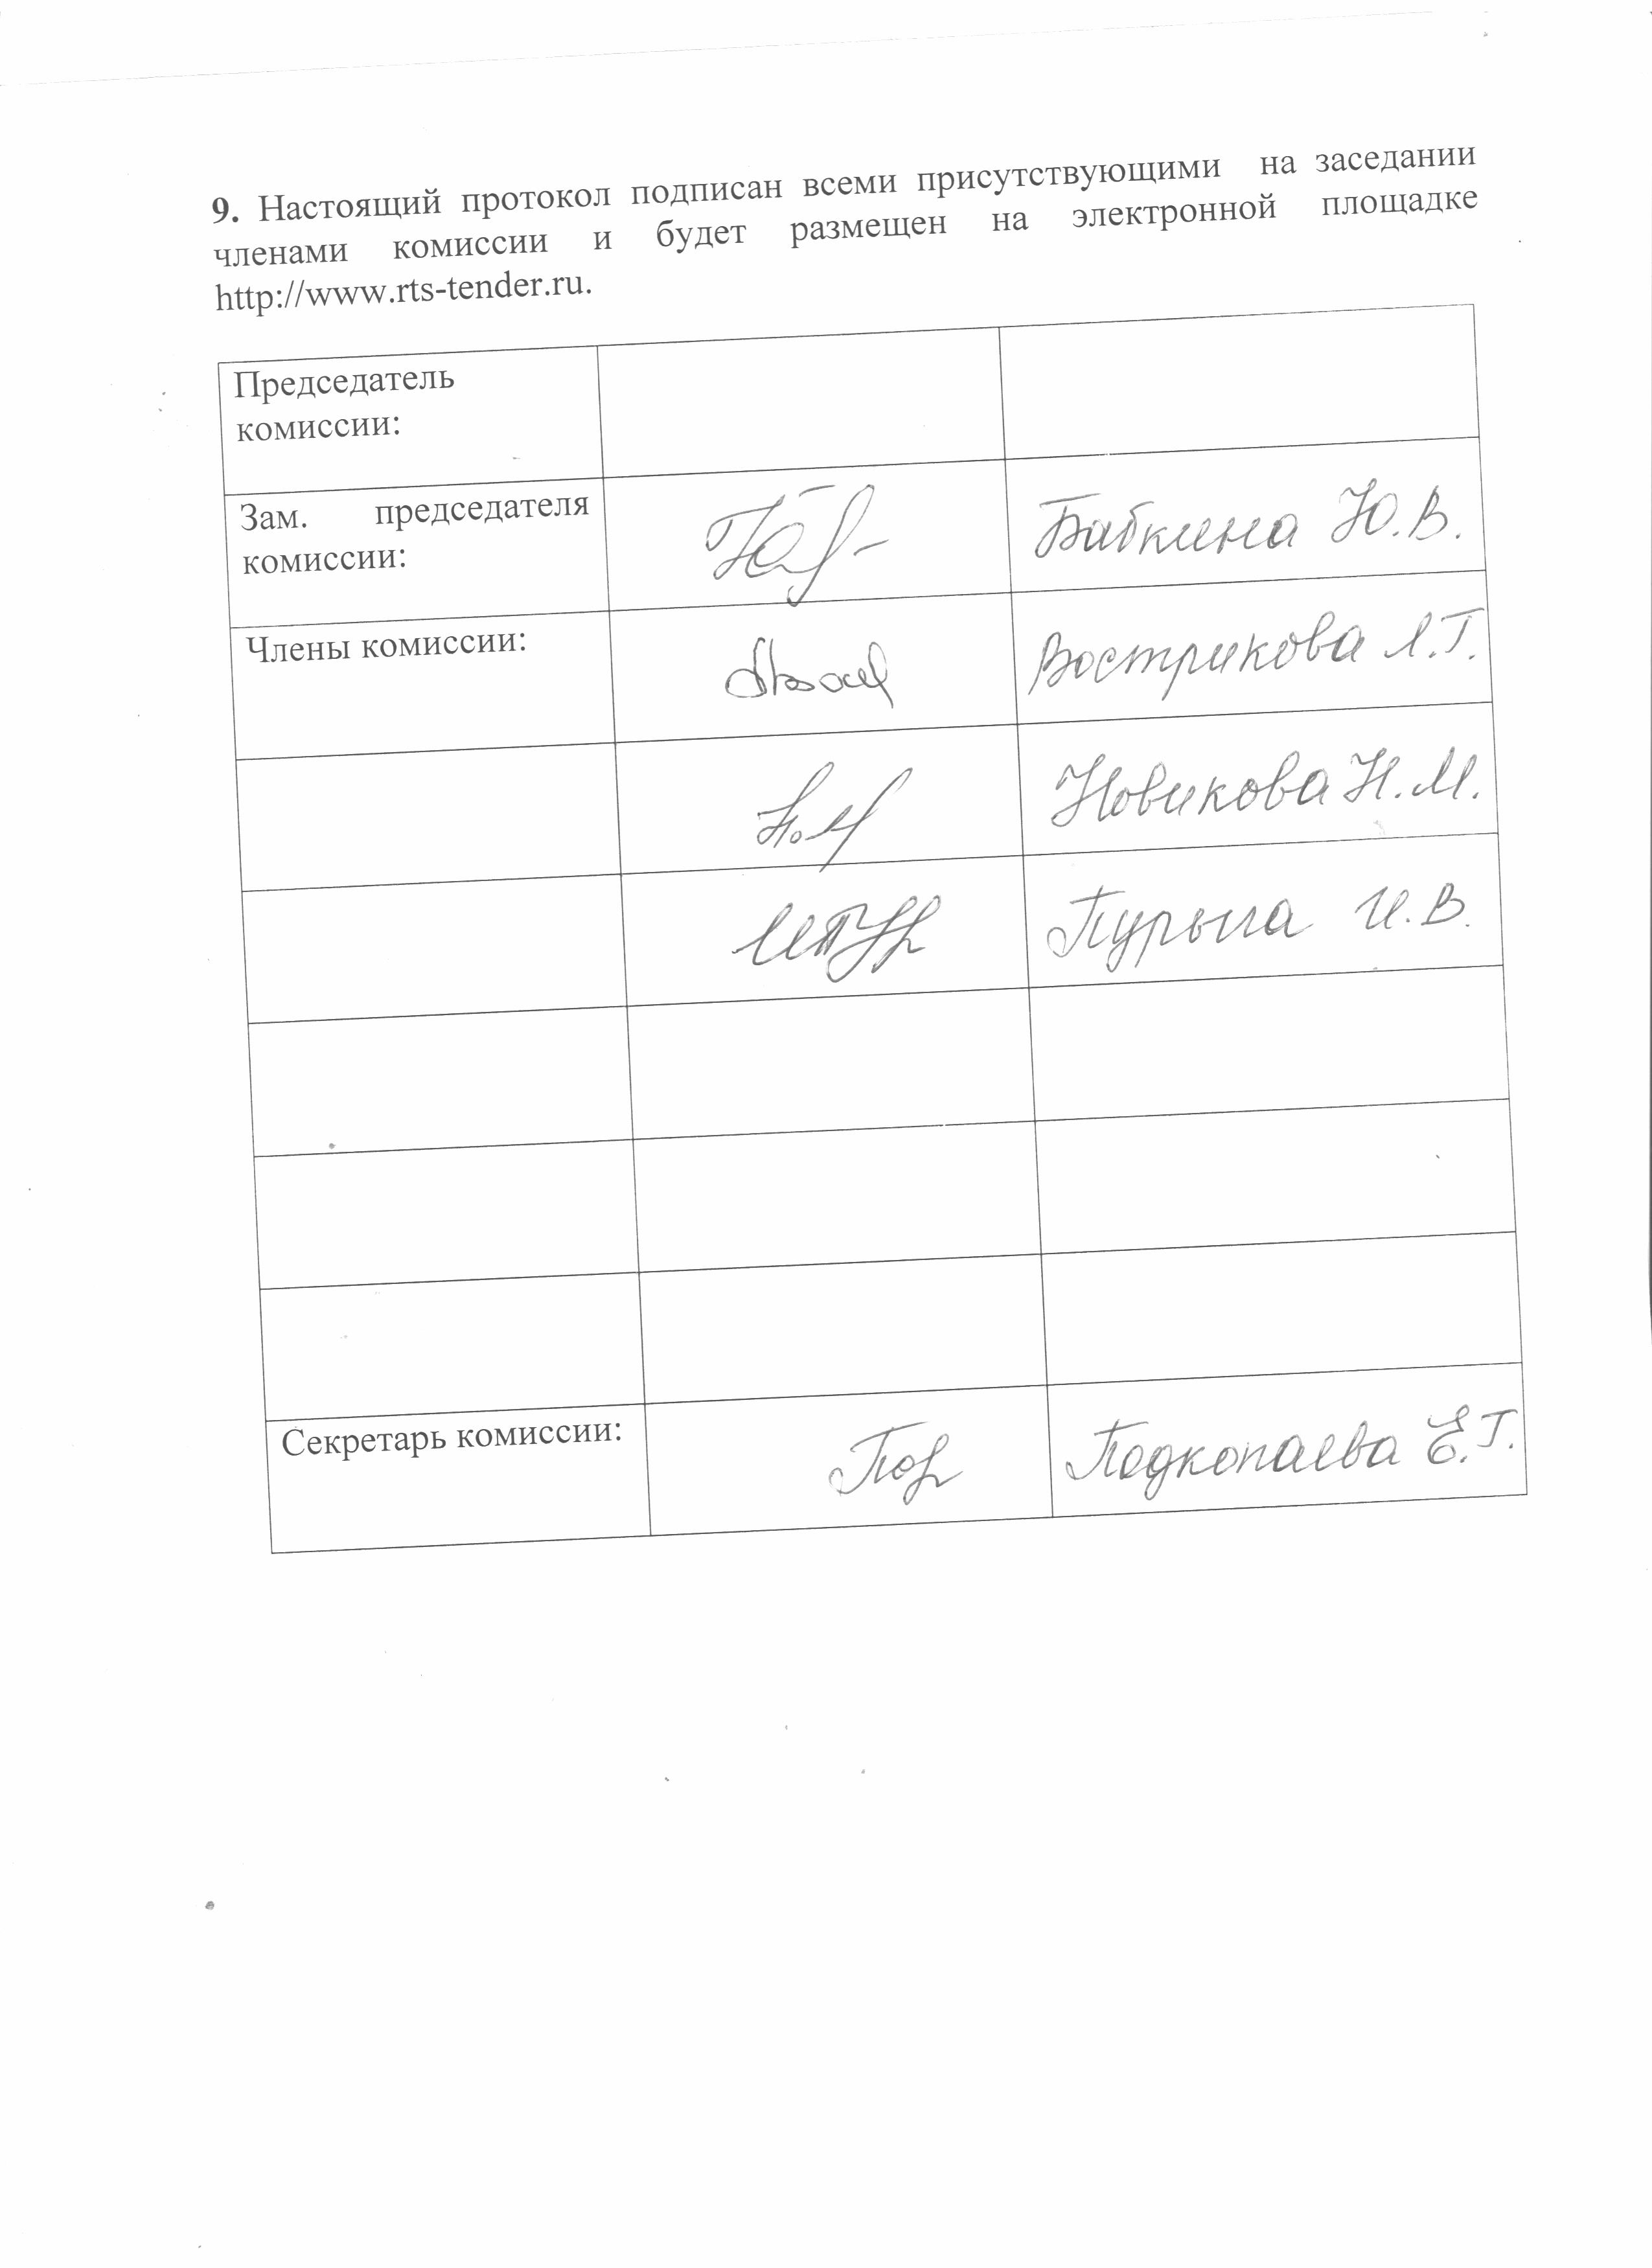 9. Настоящий протокол подписан всеми присутствующими на заседании
членами комиссии и будет размещен на электронной площадке
http://www.rts-tender.ru.
Председатель
комиссии:
Зам. председателя
комиссии:
Бабкина Ю.В.
Члены комиссии:
Вострикова Л.Г.
Новикова Н.М.
Пурыга И.В.
Секретарь комиссии:
Подкопаева Е.Г.